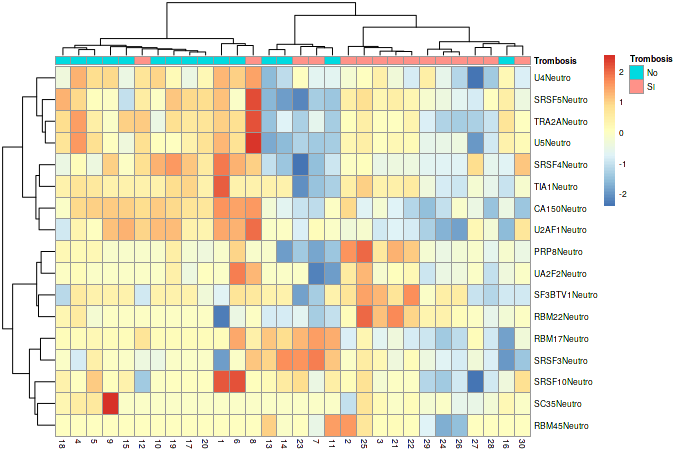 Trombosis
Trombosis
No
SI
2
1
0
-1
-2
U4Neutro
SRSF5Neutro
TRA2ANeutro
U5Neutro
SRSF4Neutro
TIA1Neutro
CA150Neutro
U2AF1Neutro
PRP8Neutro
UA2F2Neutro
SF3BTV1Neutro
RBM22Neutro
RBM17Neutro
SRSF3Neutro
SRSF10Neutro
SC35Neutro
RBM45Neutro
18 4 5 9 15 12 10 19 17 20 1 6 8 13 14 23 7 11 2 25 3 21 22 29 24 26 27 28 16 30